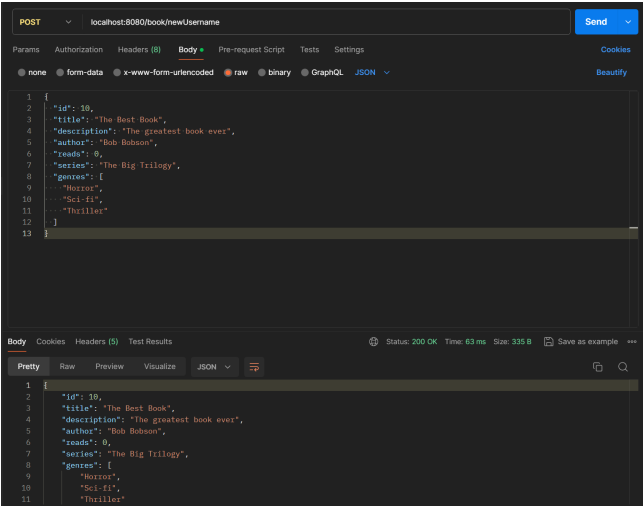 POST localhost:8080/book/newUsername Send
Params Authorization Headers (8) Body Pre-request Script Tests Settings Cookies
none form-data x-www-form-urlencoded raw binary GraphQL JSON Beautify
1 {
2 "id": 10,
3 "title": "The Best Book",
4 "description": "The greatest book ever",
5 "author": "Bob Bobson",
6 "reads": 0,
7 "series": "The Big Trilogy",
8 "genres": [
9 "Horror",
10 "Sci-fi",
11 "Thriller"
12 ]
13 }
Body Cookies Headers (5) Test Results Status: 200 OK Time: 63 ms Size: 335 B Save as example
Pretty Raw Preview Visualize JSON
1 {
2 "id": 10,
3 "title": "The Best Book",
4 "description": "The greatest book ever",
5 "author": "Bob Bobson",
6 "reads": 0,
7 "series": "The Big Trilogy",
8 "genres": [
9 "Horror",
10 "Sci-fi",
11 "Thriller"